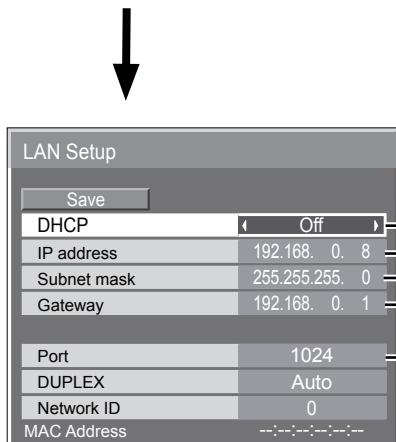 LAN Setup
Save
DHCP Off
IP address 192.168. 0. 8
Subnet mask 255.255.255. 0
Gateway 192.168. 0. 1
Port 1024
DUPLEX Auto
Network ID 0
MAC Address --:--:--:--:--:--